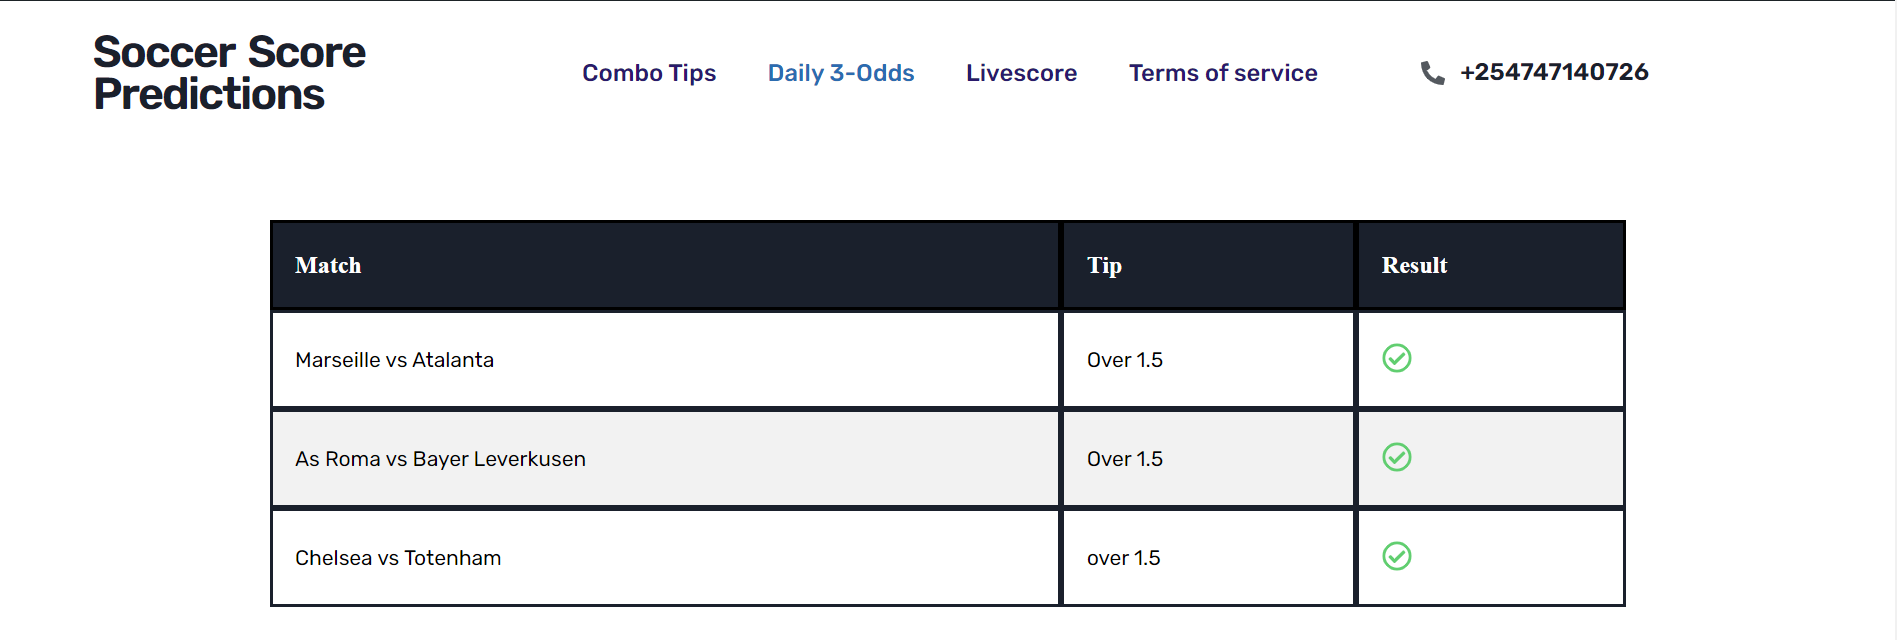 Soccer Score
Predictions
Combo Tips Daily 3-Odds Livescore Terms of service +254747140726
Match Tip Result
Marseille vs Atalanta Over 1.5
As Roma vs Bayer Leverkusen Over 1.5
Chelsea vs Totenham over 1.5